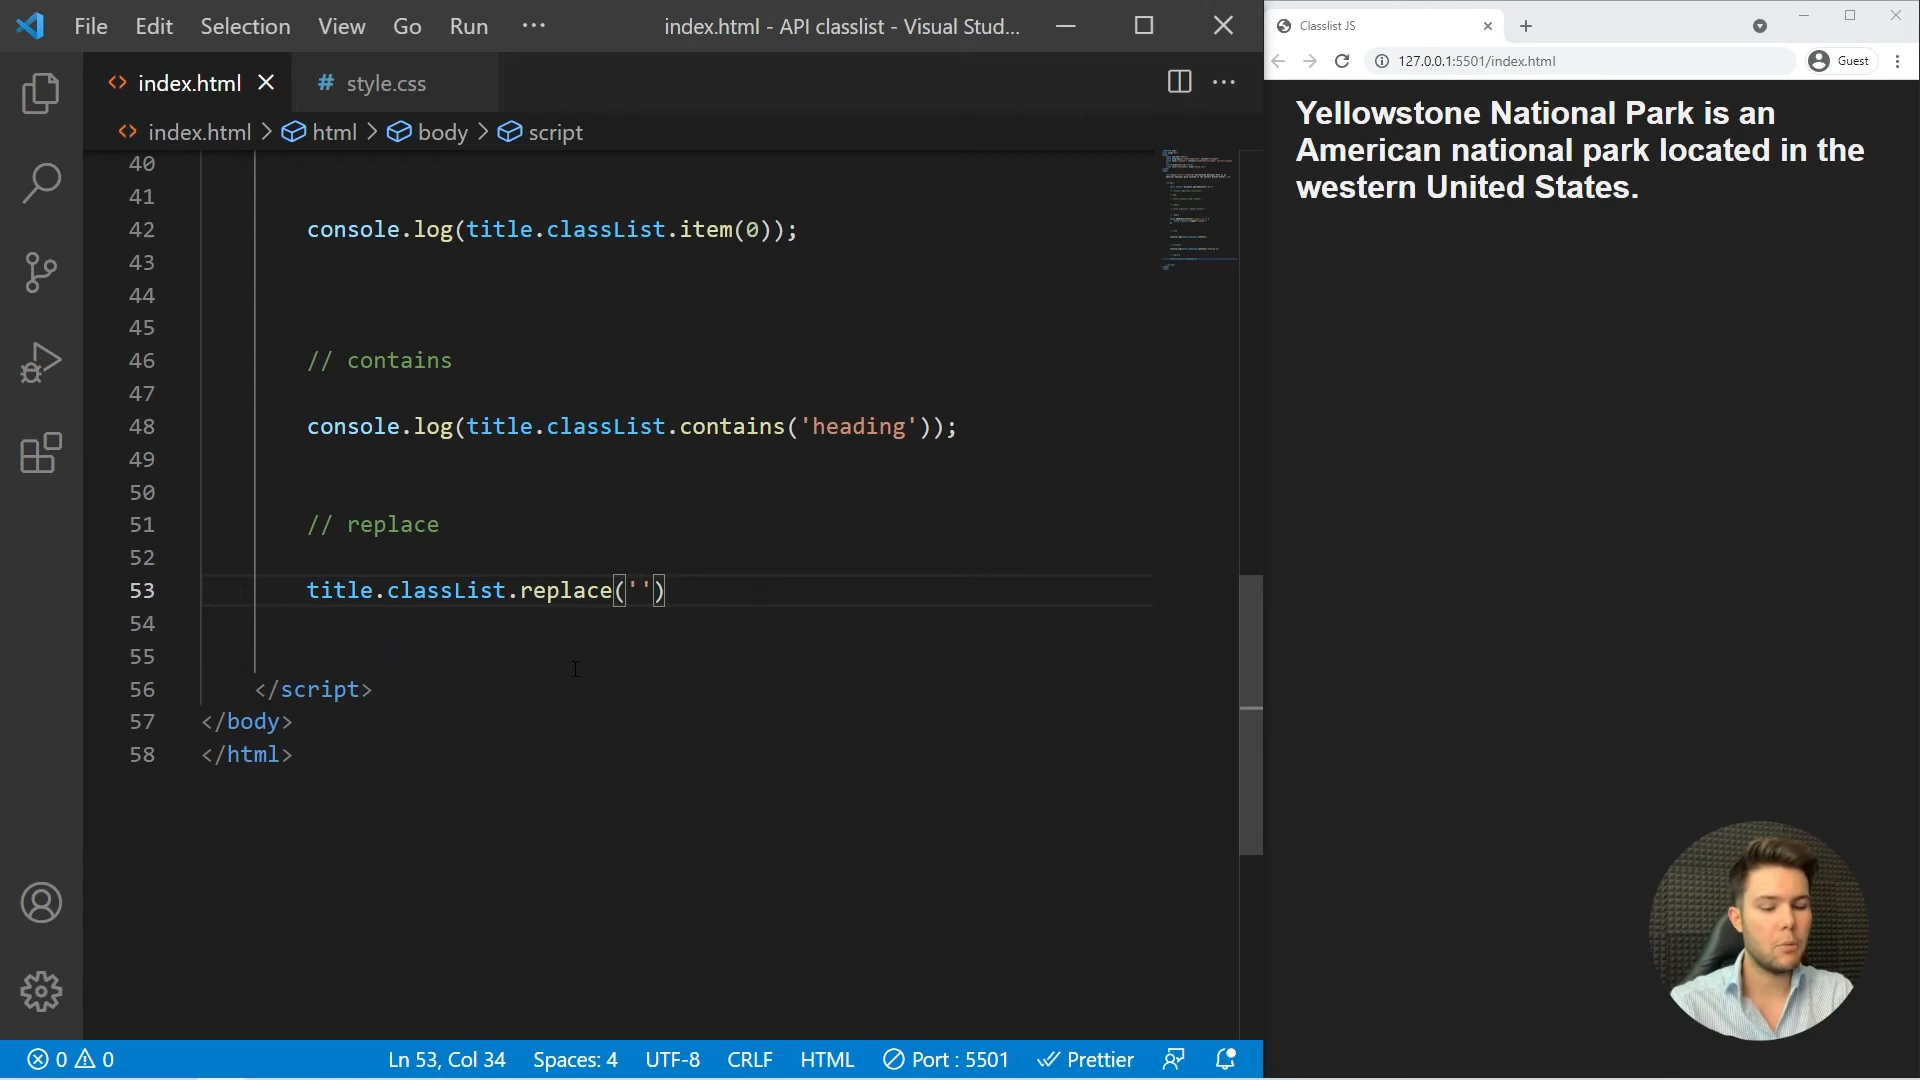 File Edit Selection View Go Run ··· index.html - API classlist - Visual Stud...
index.html # style.css
index.html > html > body > script
40
41
42 console.log(title.classList.item(0));
43
44
45
46 // contains
47
48 console.log(title.classList.contains('heading'));
49
50
51 // replace
52
53 title.classList.replace('')
54
55
56 </script>
57 </body>
58 </html>
0 0 Ln 53, Col 34 Spaces: 4 UTF-8 CRLF HTML Port : 5501 Prettier
Classlist JS
127.0.0.1:5501/index.html Guest
Yellowstone National Park is an
American national park located in the
western United States.